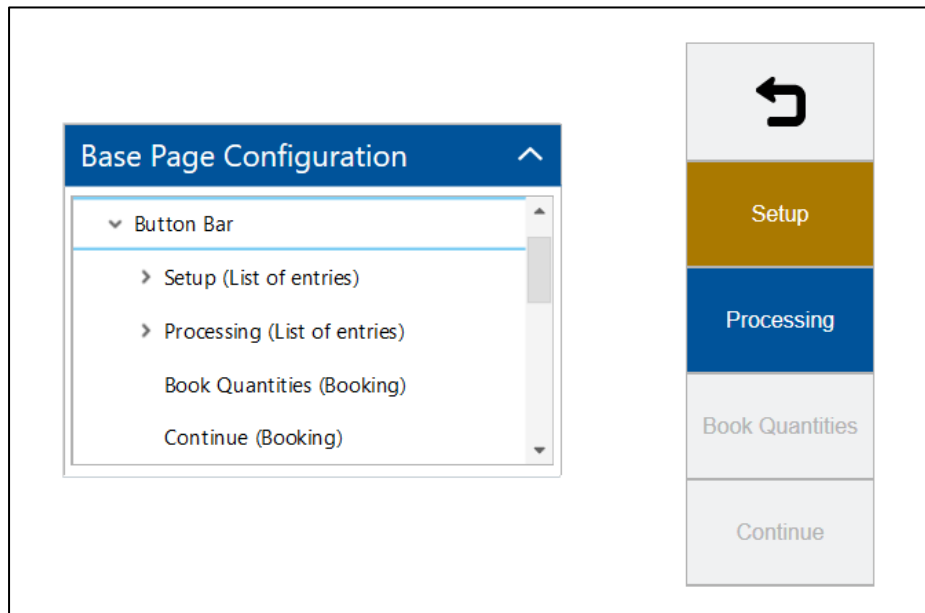 Base Page Configuration
Button Bar
Setup (List of entries)
Processing (List of entries)
Book Quantities (Booking)
Continue (Booking)
Setup
Processing
Book Quantities
Continue